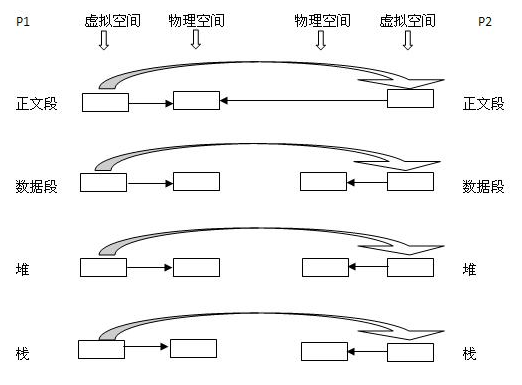 P1 虚拟空间 物理空间 物理空间 虚拟空间 P2
正文段 正文段
数据段 数据段
堆 堆
栈 栈